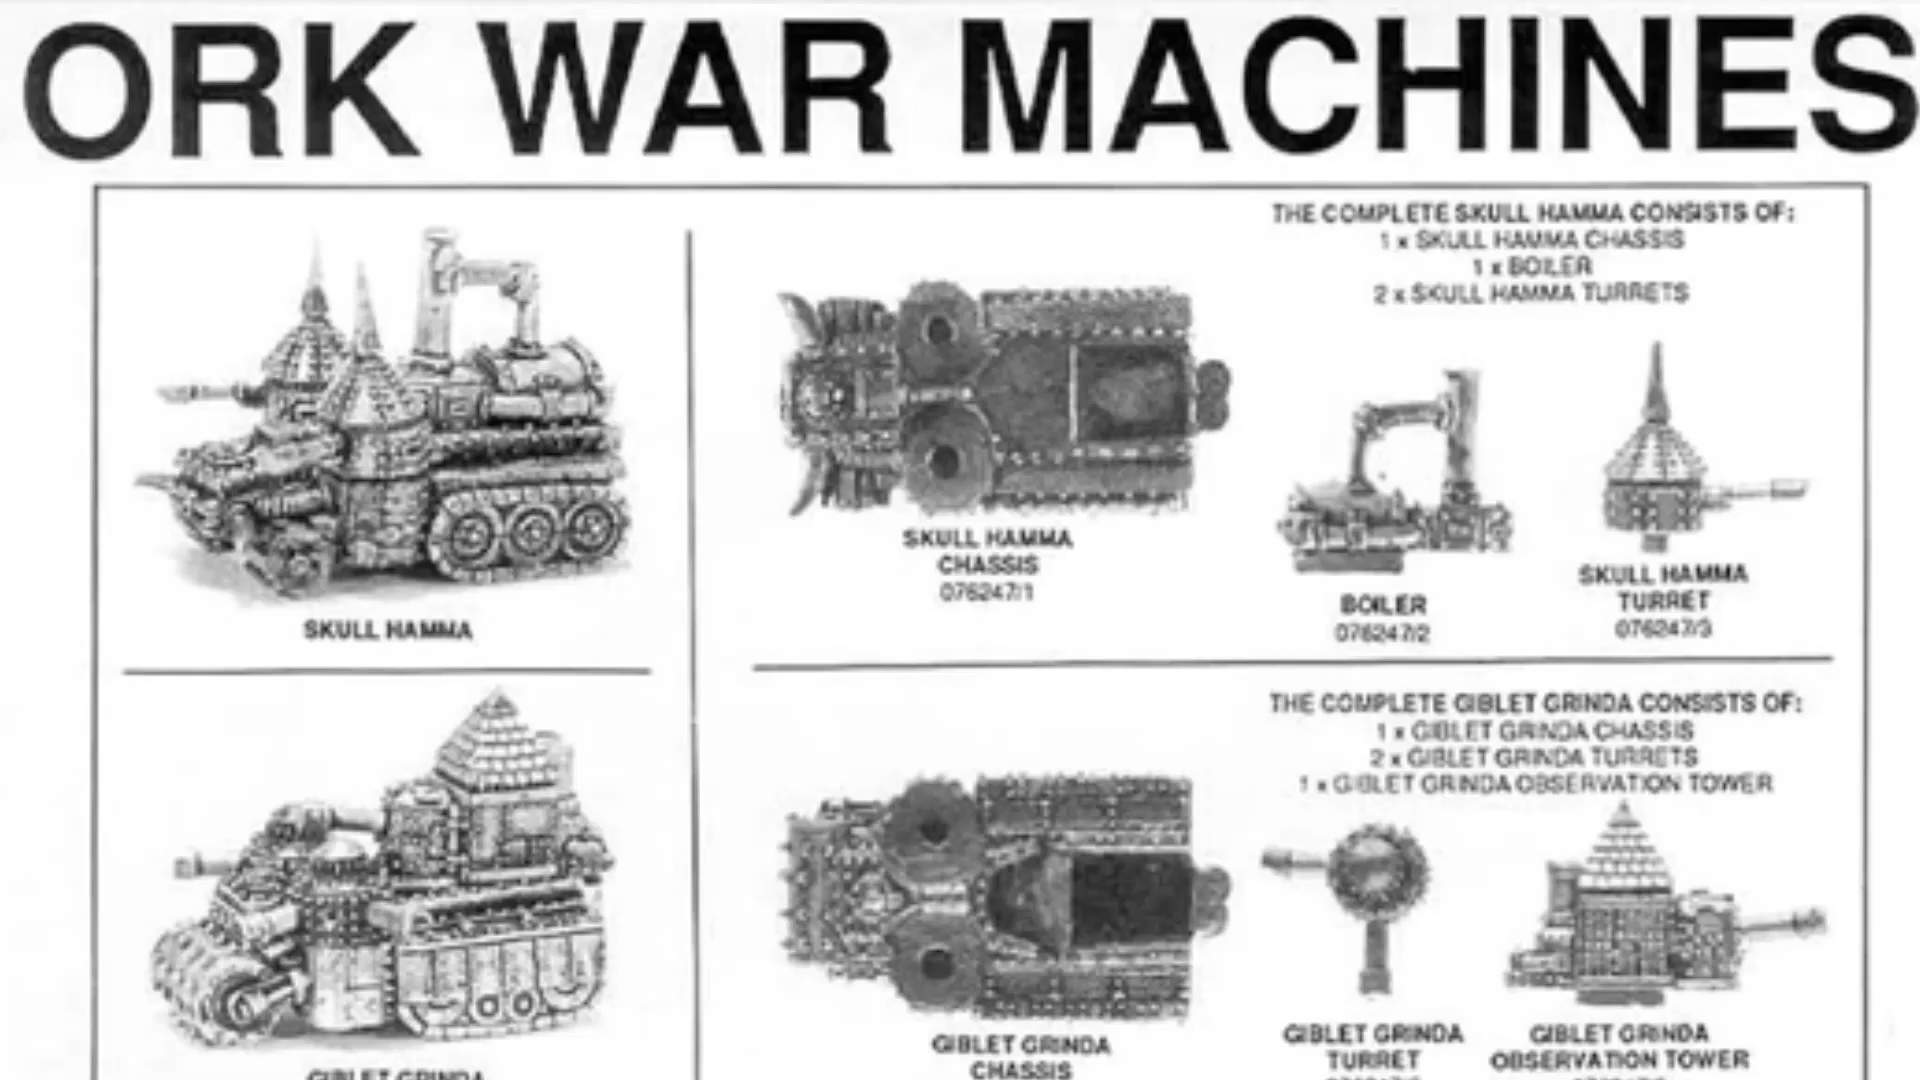 ORK WAR MACHINES
THE COMPLETE SKULL HAMMA CONSISTS OF:
1 x SKULL HAMMA CHASSIS
1 x BOILER
2 x SKULL HAMMA TURRETS
SKULL HAMMA
CHASSIS
076247/1
BOILER
076247/2
SKULL HAMMA
TURRET
076247/3
SKULL HAMMA
THE COMPLETE GIBLET GRINDA CONSISTS OF:
1 x GIBLET GRINDA CHASSIS
2 x GIBLET GRINDA TURRETS
1 x GIBLET GRINDA OBSERVATION TOWER
GIBLET GRINDA
CHASSIS
GIBLET GRINDA
TURRET
GIBLET GRINDA
OBSERVATION TOWER
GIBLET GRINDA